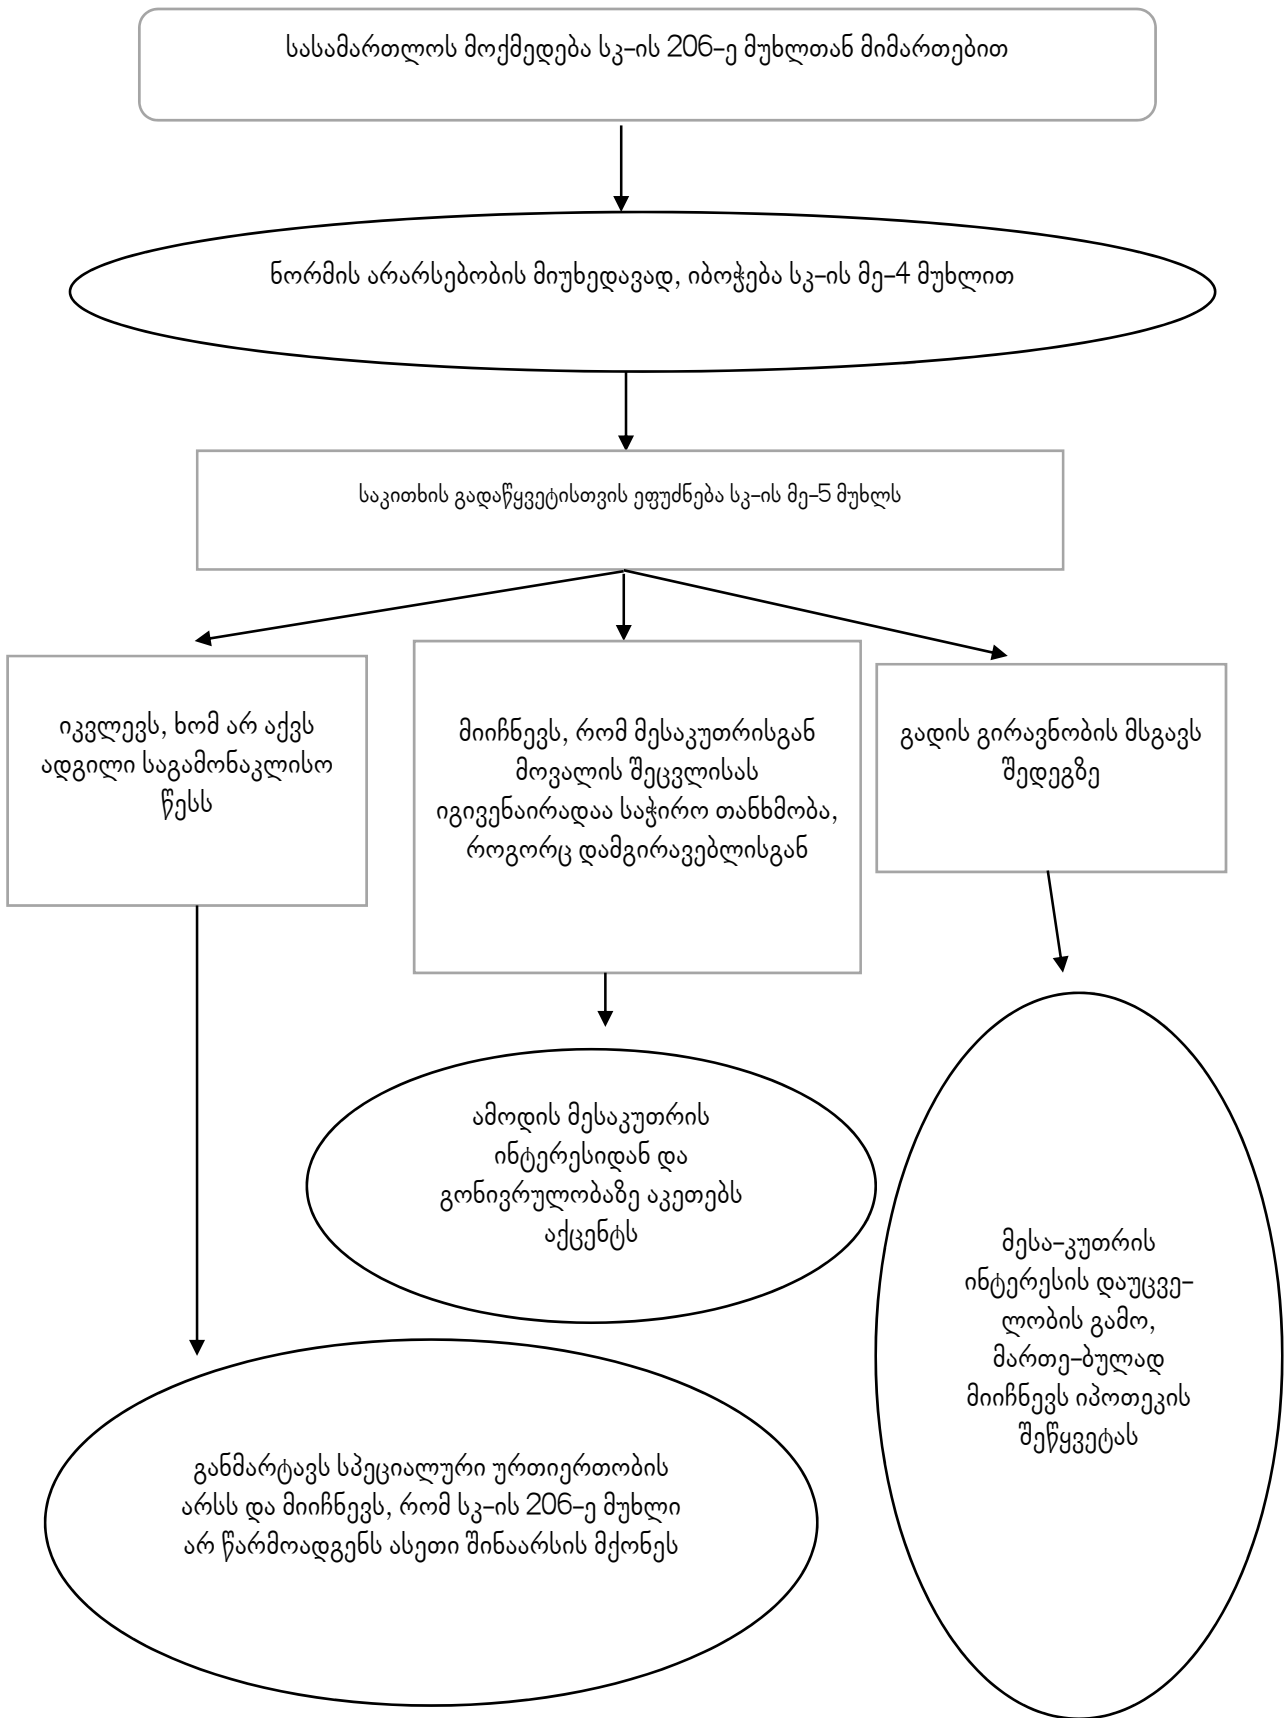 სასამართლოს მოქმედება სკ–ის 206–ე მუხლთან მიმართებით
ნორმის არარსებობის მიუხედავად, იბოჭება სკ–ის მე–4 მუხლით
საკითხის გადაწყვეტისთვის ეფუძნება სკ–ის მე–5 მუხლს
იკვლევს, ხომ არ აქვს
ადგილი საგამონაკლისო
წესს
მიიჩნევს, რომ მესაკუთრისგან
მოვალის შეცვლისას
იგივენაირადაა საჭირო თანხმობა,
როგორც დამგირავებლისგან
გადის გირავნობის მსგავს
შედეგზე
ამოდის მესაკუთრის
ინტერესიდან და
გონივრულობაზე აკეთებს
აქცენტს
მესა–კუთრის
ინტერესის დაუცვე–
ლობის გამო,
მართე–ბულად
მიიჩნევს იპოთეკის
შეწყვეტას
განმარტავს სპეციალური ურთიერთობის
არსს და მიიჩნევს, რომ სკ–ის 206–ე მუხლი
არ წარმოადგენს ასეთი შინაარსის მქონეს